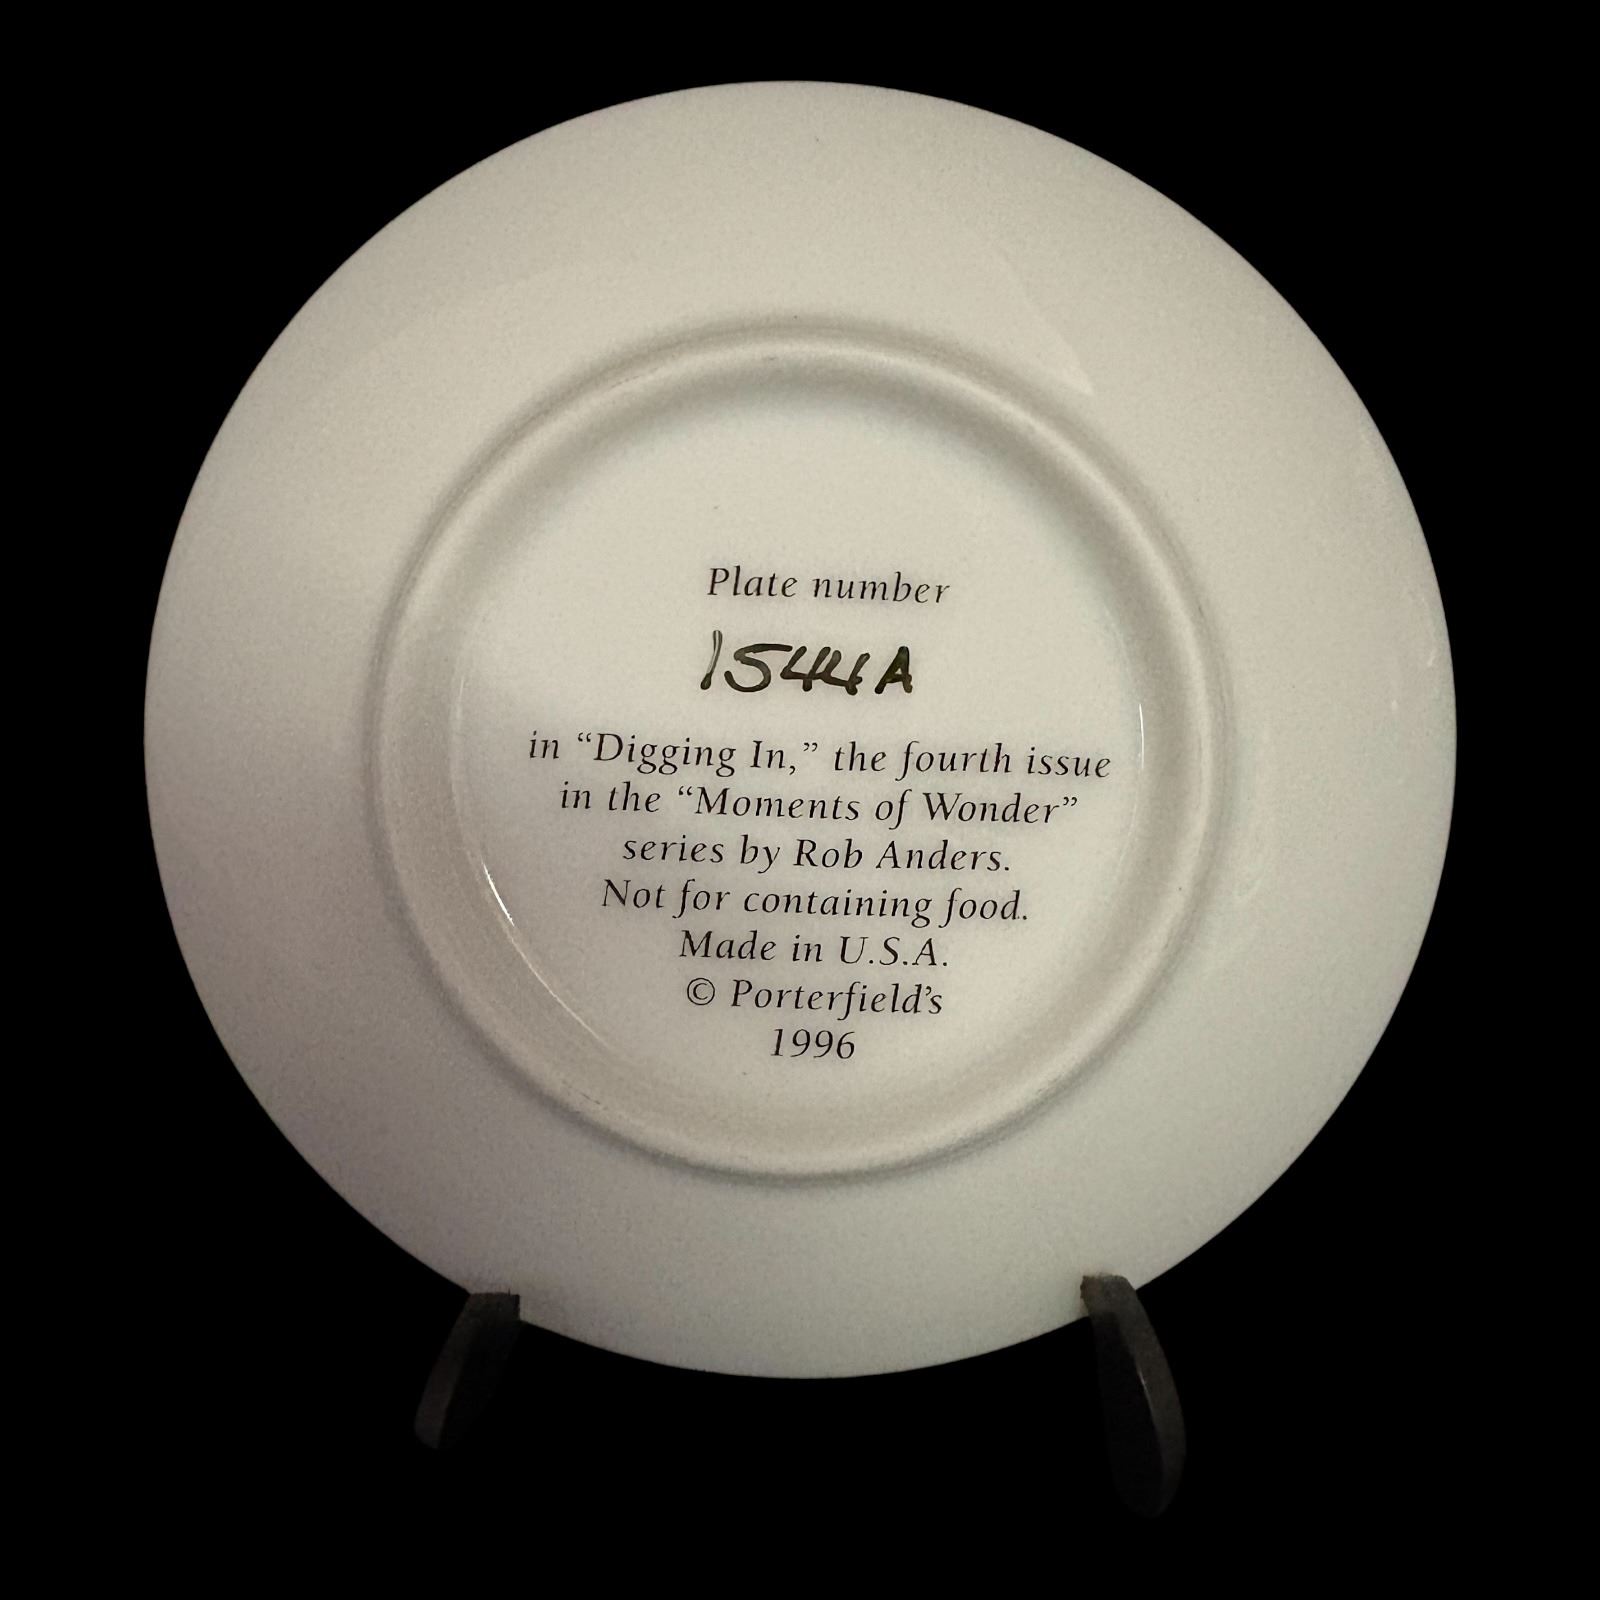 Plate number
1544A
in “Digging In,” the fourth issue
in the “Moments of Wonder”
series by Rob Anders.
Not for containing food.
Made in U.S.A.
© Porterfield’s
1996